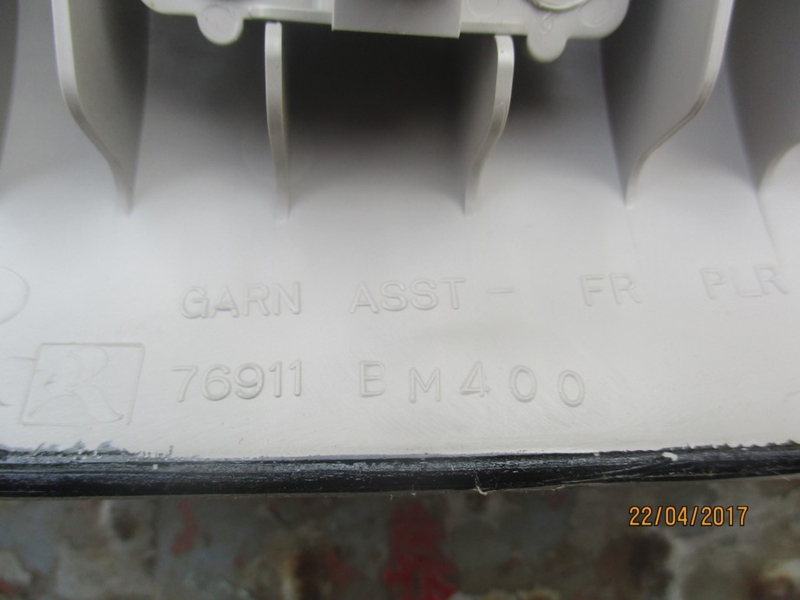 GARN ASST - FR PLR
R 76911 BM400
22/04/2017